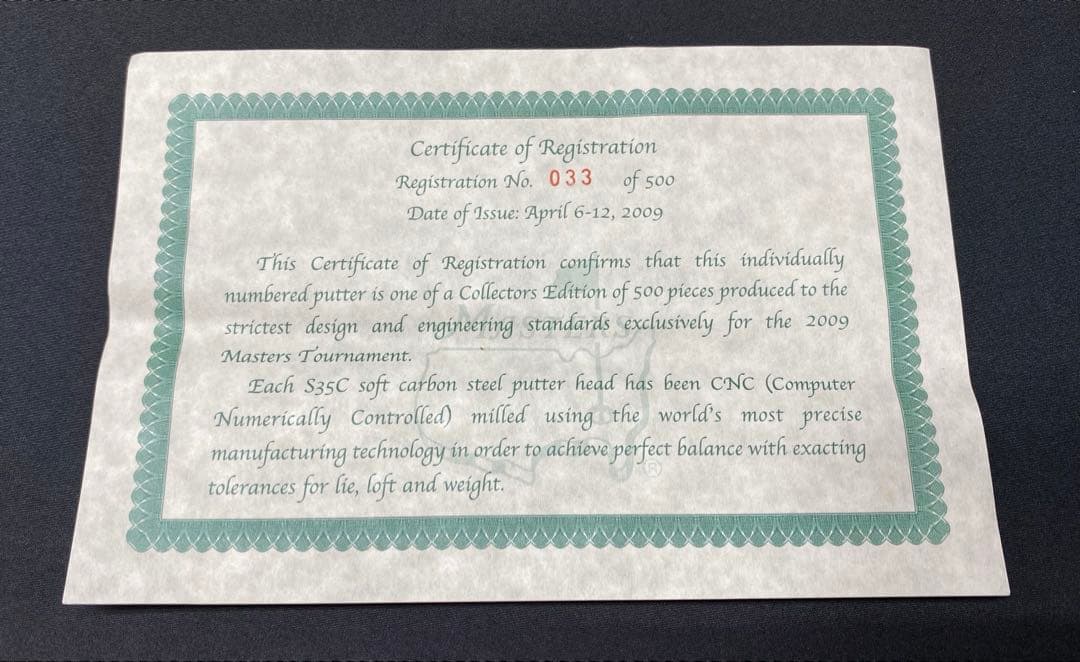 Certificate of Registration
Registration No. 033 of 500
Date of Issue: April 6-12, 2009
This Certificate of Registration confirms that this individually
numbered putter is one of a Collectors Edition of 500 pieces produced to the
strictest design and engineering standards exclusively for the 2009
Masters Tournament.
Each S35C soft carbon steel putter head has been CNC (Computer
Numerically Controlled) milled using the world's most precise
manufacturing technology in order to achieve perfect balance with exacting
tolerances for lie, loft and weight.
MASTERS
®